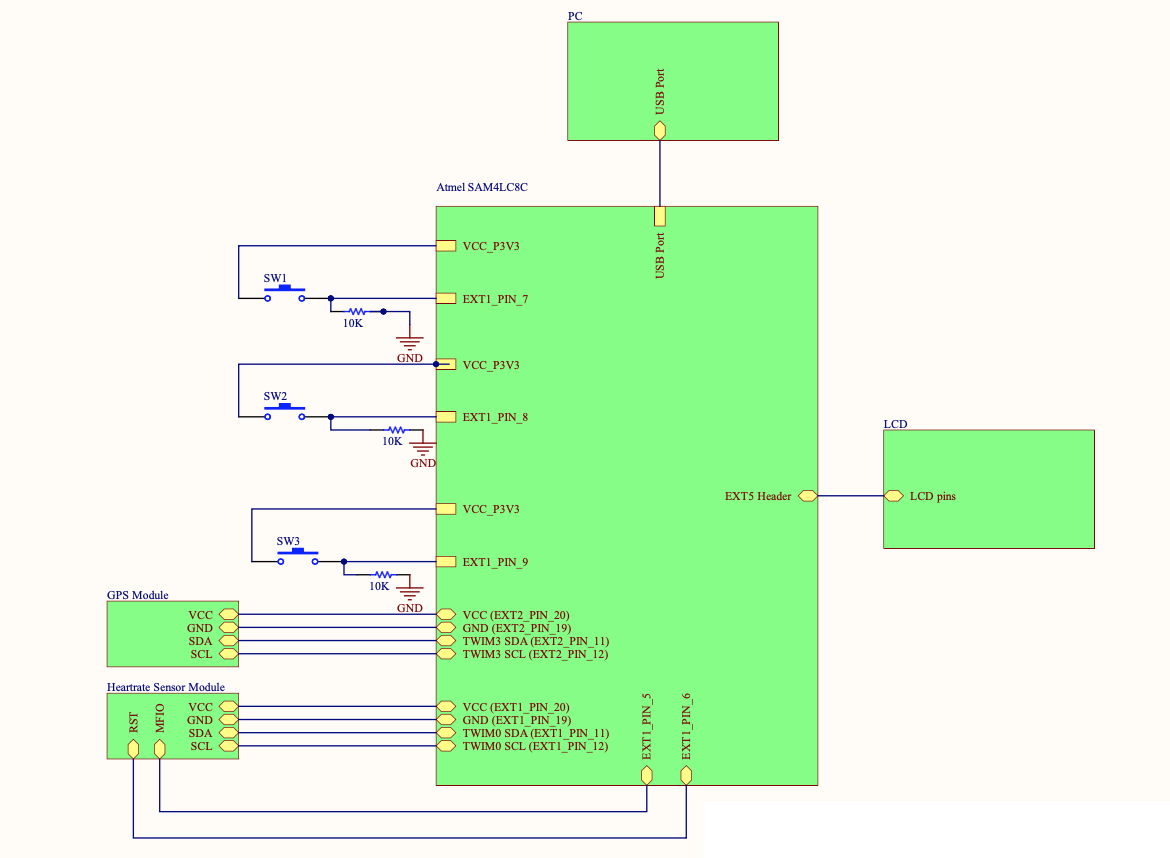 PC
USB Port
Atmel SAM4LC8C
USB Port
VCC_P3V3
SW1
EXT1_PIN_7
10K
GND
VCC_P3V3
SW2
EXT1_PIN_8
10K
GND
LCD
EXT5 Header
LCD pins
VCC_P3V3
SW3
EXT1_PIN_9
10K
GND
GPS Module
VCC
VCC (EXT2_PIN_20)
GND
GND (EXT2_PIN_19)
SDA
TWIM3 SDA (EXT2_PIN_11)
SCL
TWIM3 SCL (EXT2_PIN_12)
Heartrate Sensor Module
RST
MFIO
VCC
VCC (EXT1_PIN_20)
GND
GND (EXT1_PIN_19)
SDA
TWIM0 SDA (EXT1_PIN_11)
SCL
TWIM0 SCL (EXT1_PIN_12)
EXT1_PIN_5
EXT1_PIN_6